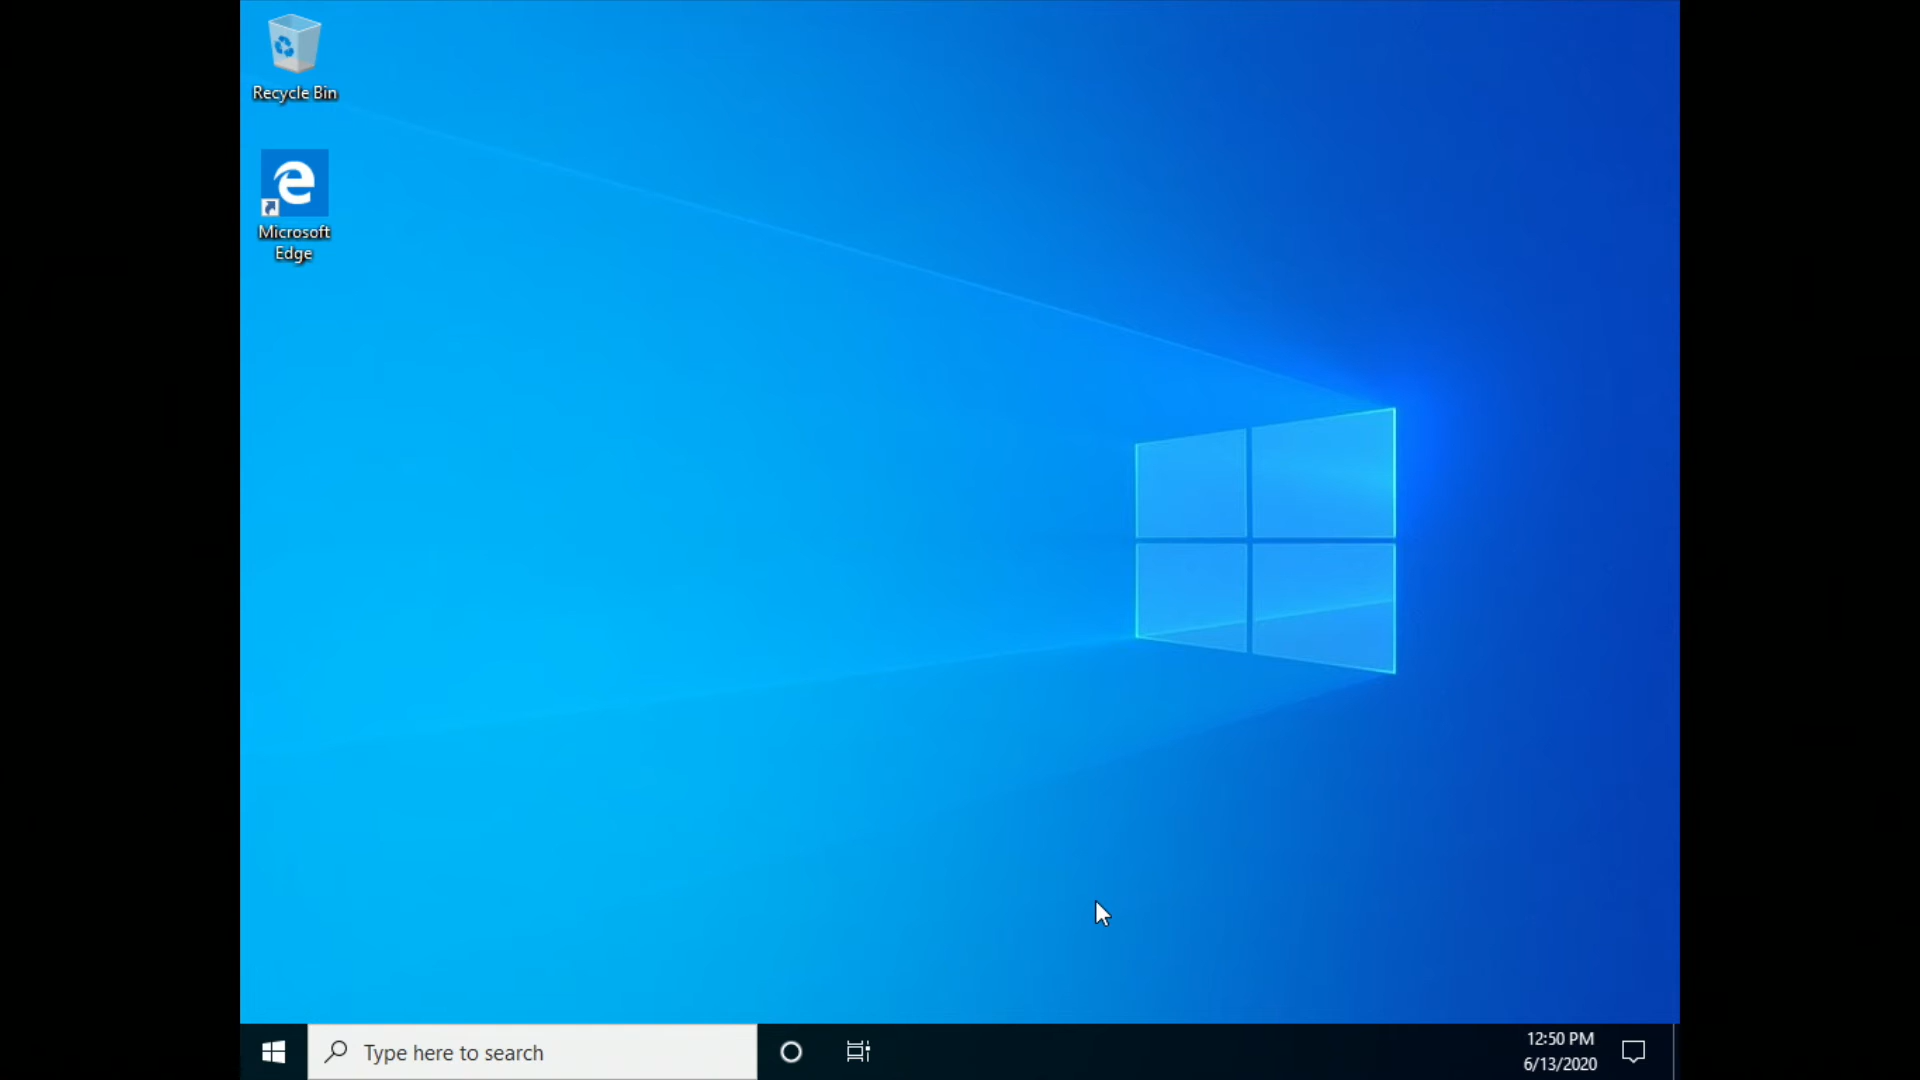 Recycle Bin
Microsoft
Edge
Type here to search
12:50 PM
6/13/2020